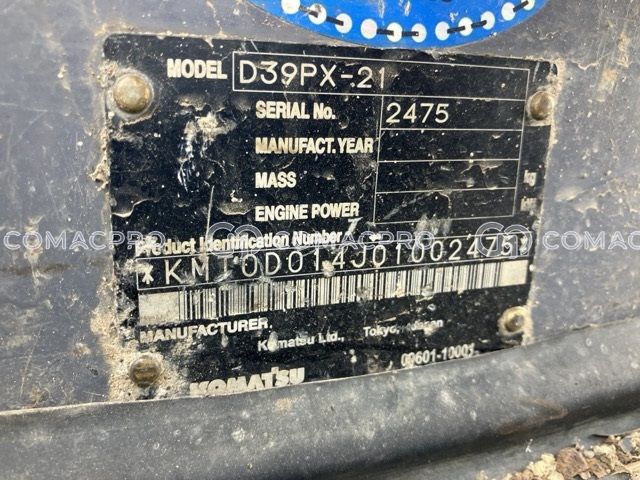 MODEL D39PX-21
SERIAL No. 2475
MANUFACT. YEAR
MASS kg
ENGINE POWER
Product Identification Number
*KMT0D014J01002475*
MANUFACTURER
Komatsu Ltd., Tokyo, Japan
KOMATSU 09601-10001
COMACPRO COMACPRO COMACPRO